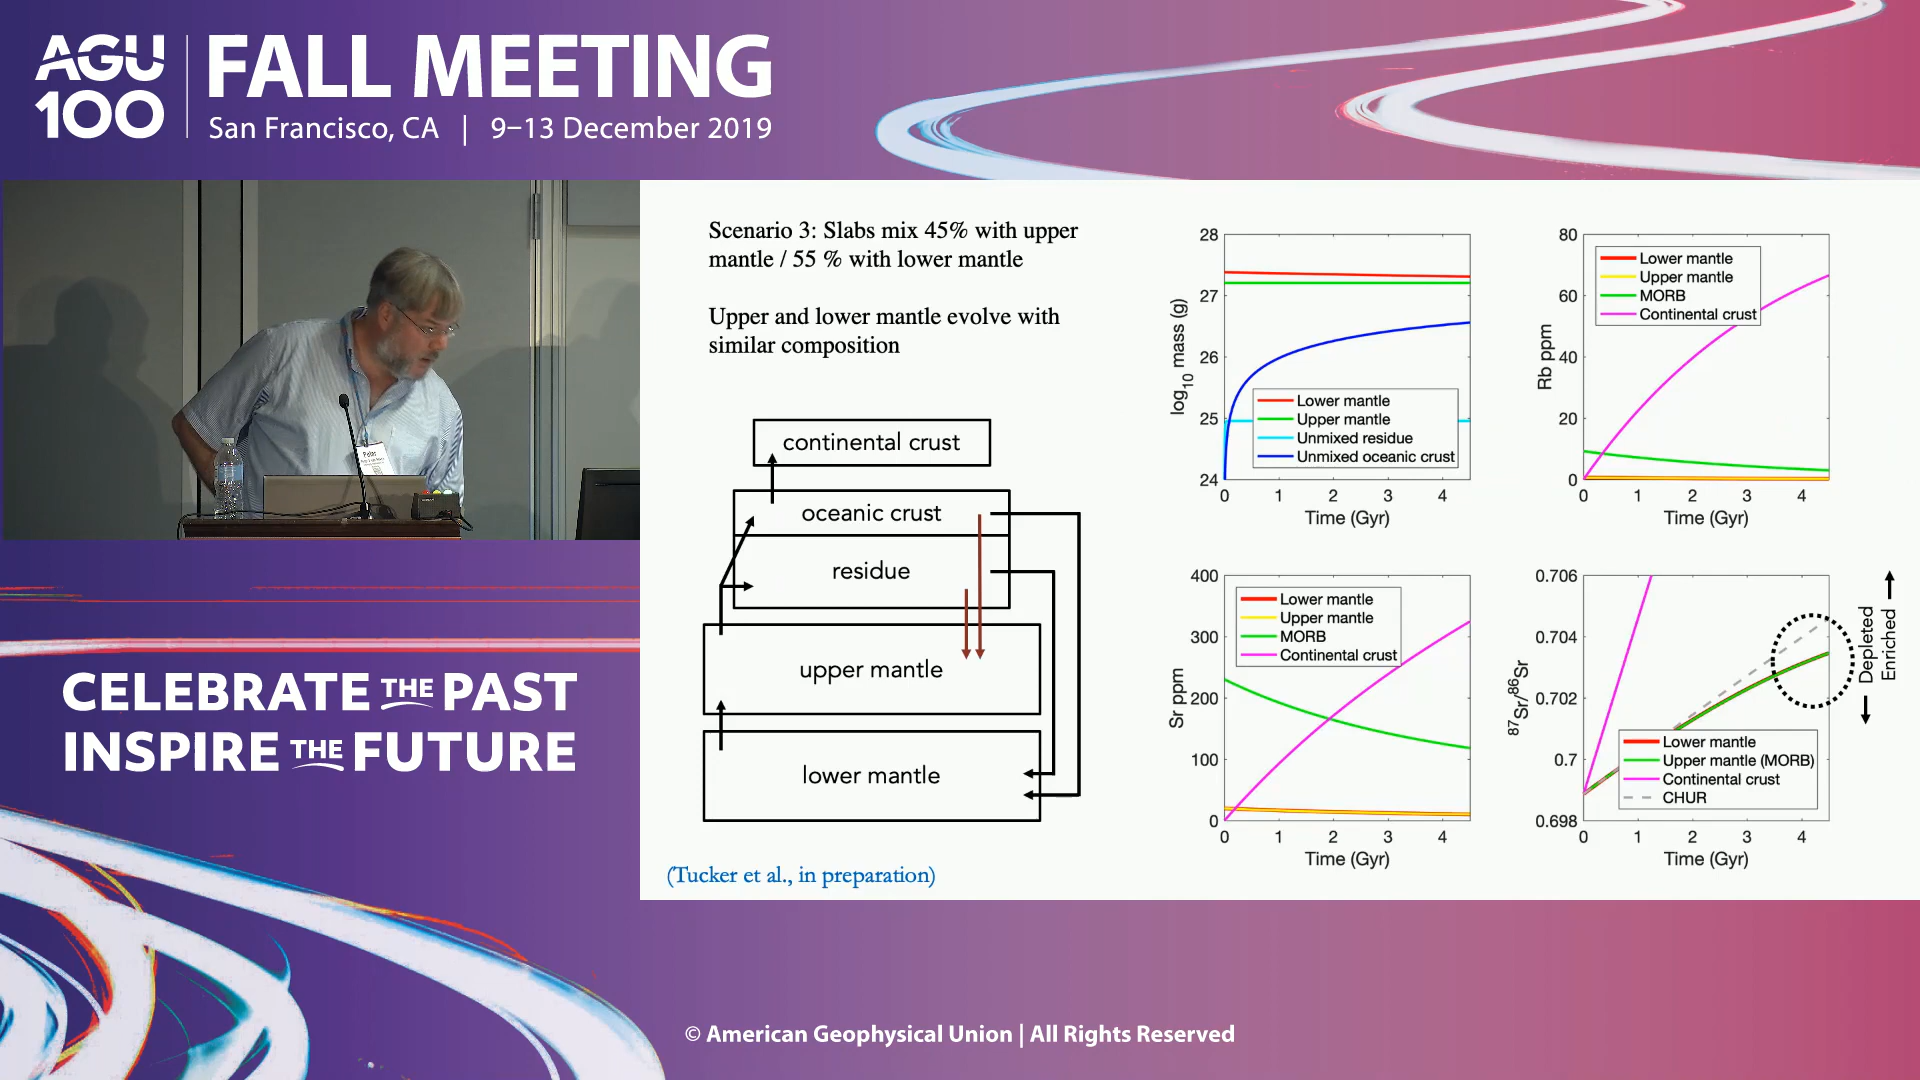 AGU
100
FALL MEETING
San Francisco, CA | 9–13 December 2019
Scenario 3: Slabs mix 45% with upper
mantle / 55 % with lower mantle
Upper and lower mantle evolve with
similar composition
continental crust
oceanic crust
residue
upper mantle
lower mantle
(Tucker et al., in preparation)
28
27
26
25
24
log10 mass (g)
Lower mantle
Upper mantle
Unmixed residue
Unmixed oceanic crust
0 1 2 3 4
Time (Gyr)
80
60
40
20
0
Rb ppm
Lower mantle
Upper mantle
MORB
Continental crust
0 1 2 3 4
Time (Gyr)
400
300
200
100
0
Sr ppm
Lower mantle
Upper mantle
MORB
Continental crust
0 1 2 3 4
Time (Gyr)
0.706
0.704
0.702
0.7
0.698
87Sr/86Sr
Lower mantle
Upper mantle (MORB)
Continental crust
CHUR
0 1 2 3 4
Time (Gyr)
Depleted
Enriched
Peter
CELEBRATE THE PAST
INSPIRE THE FUTURE
© American Geophysical Union | All Rights Reserved